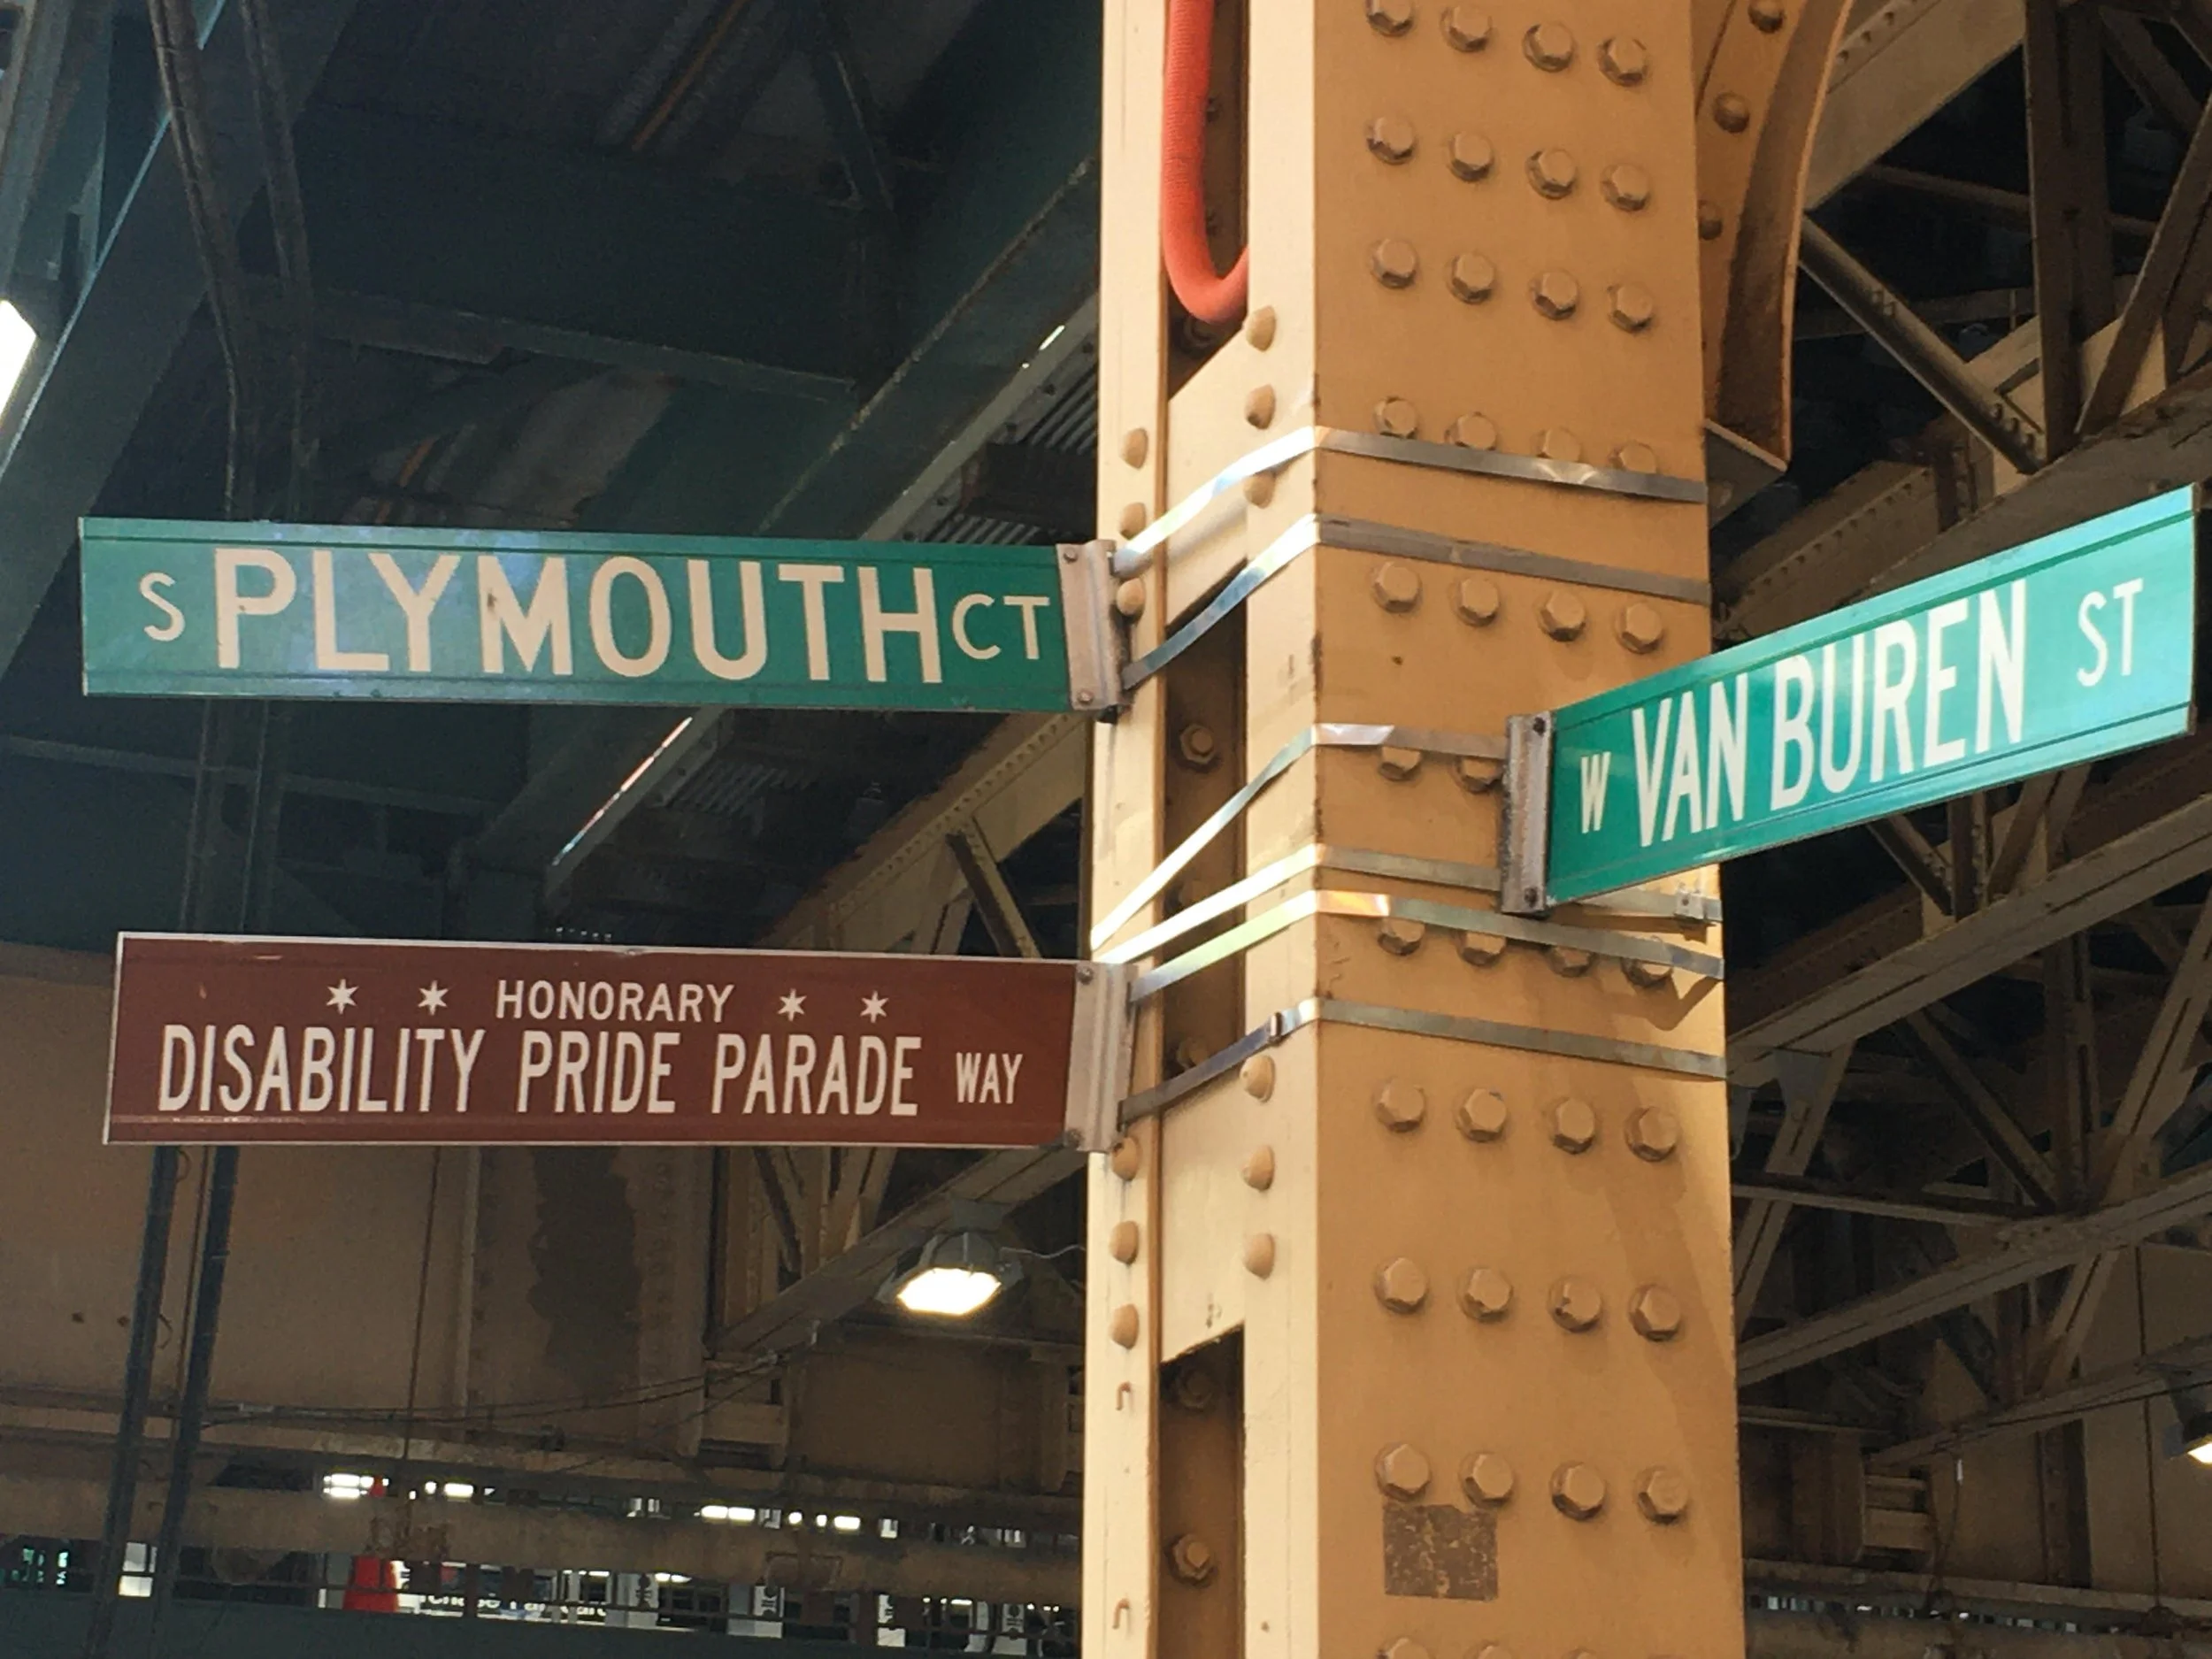 S PLYMOUTH CT
W VAN BUREN ST
HONORARY
DISABILITY PRIDE PARADE WAY